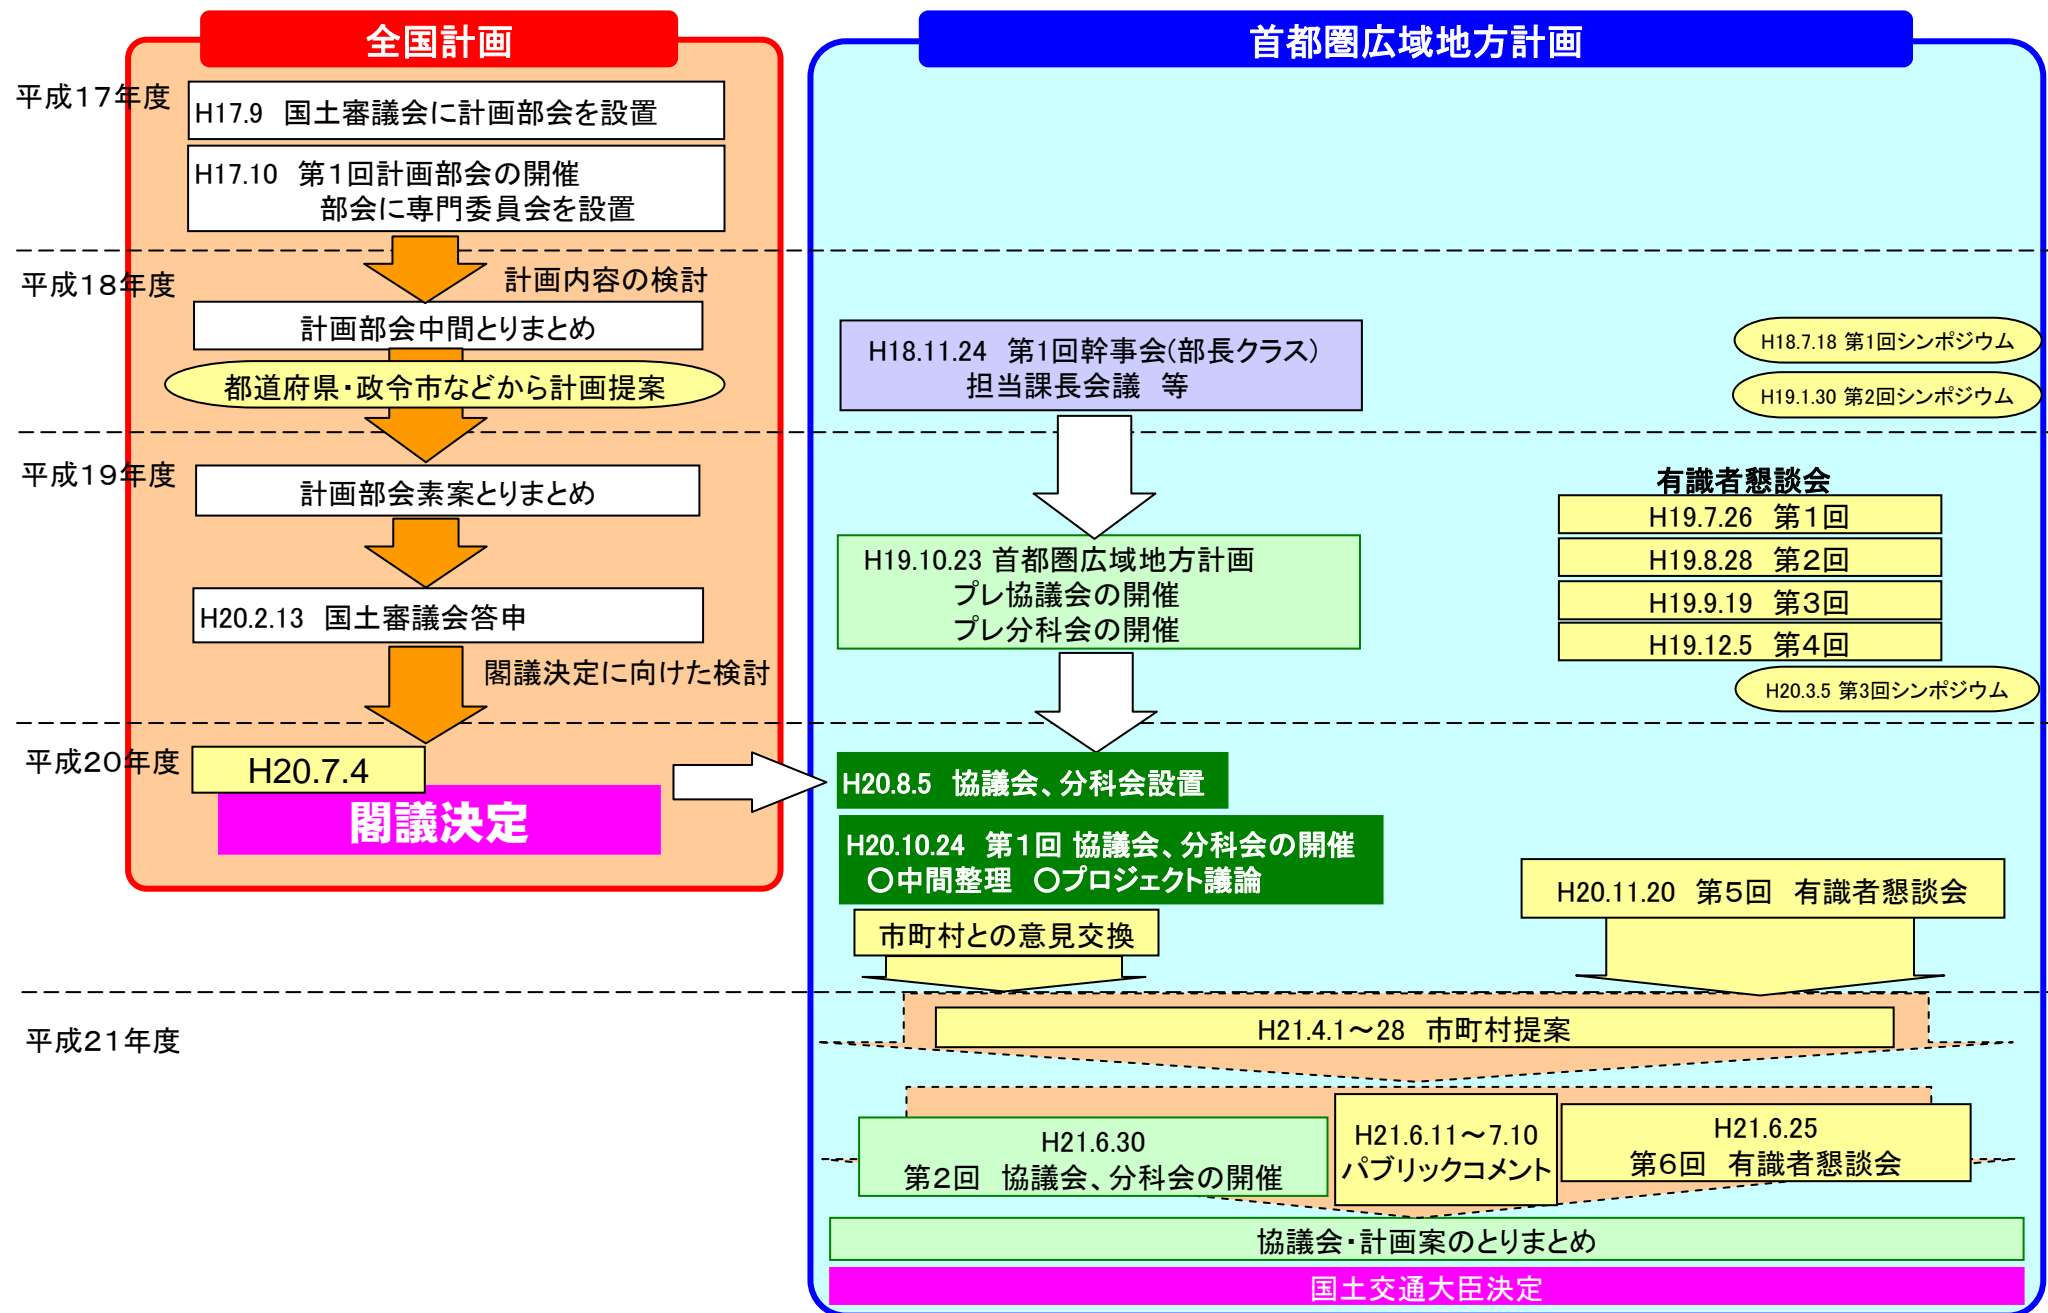 全国計画
平成17年度
H17.9 国土審議会に計画部会を設置
H17.10 第1回計画部会の開催
部会に専門委員会を設置
平成18年度
計画内容の検討
計画部会中間とりまとめ
都道府県・政令市などから計画提案
平成19年度
計画部会素案とりまとめ
H20.2.13 国土審議会答申
閣議決定に向けた検討
平成20年度
H20.7.4
閣議決定
平成21年度
首都圏広域地方計画
H18.11.24 第1回幹事会(部長クラス)
担当課長会議 等
H18.7.18 第1回シンポジウム
H19.1.30 第2回シンポジウム
H19.10.23 首都圏広域地方計画
プレ協議会の開催
プレ分科会の開催
有識者懇談会
H19.7.26 第1回
H19.8.28 第2回
H19.9.19 第3回
H19.12.5 第4回
H20.3.5 第3回シンポジウム
H20.8.5 協議会、分科会設置
H20.10.24 第1回 協議会、分科会の開催
○中間整理 ○プロジェクト議論
市町村との意見交換
H20.11.20 第5回 有識者懇談会
H21.4.1～28 市町村提案
H21.6.30
第2回 協議会、分科会の開催
H21.6.11～7.10
パブリックコメント
H21.6.25
第6回 有識者懇談会
協議会・計画案のとりまとめ
国土交通大臣決定